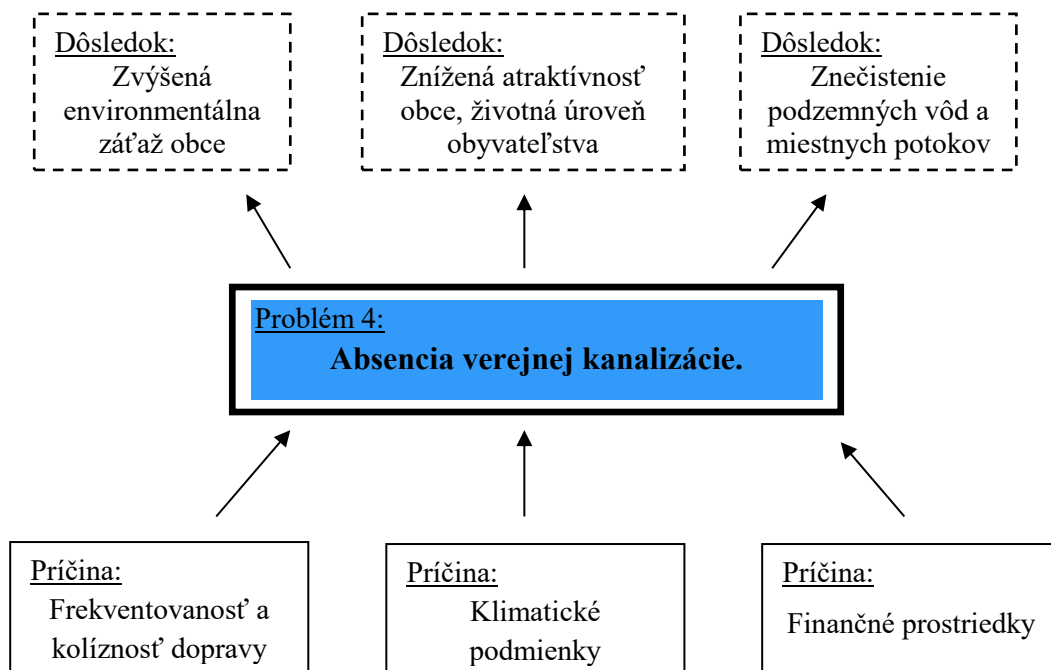 Dôsledok:
Zvýšená
environmentálna
záťaž obce
Dôsledok:
Znížená atraktívnosť
obce, životná úroveň
obyvateľstva
Dôsledok:
Znečistenie
podzemných vôd a
miestnych potokov
Problém 4:
Absencia verejnej kanalizácie.
Príčina:
Frekventovanosť a
kolíznosť dopravy
Príčina:
Klimatické
podmienky
Príčina:
Finančné prostriedky